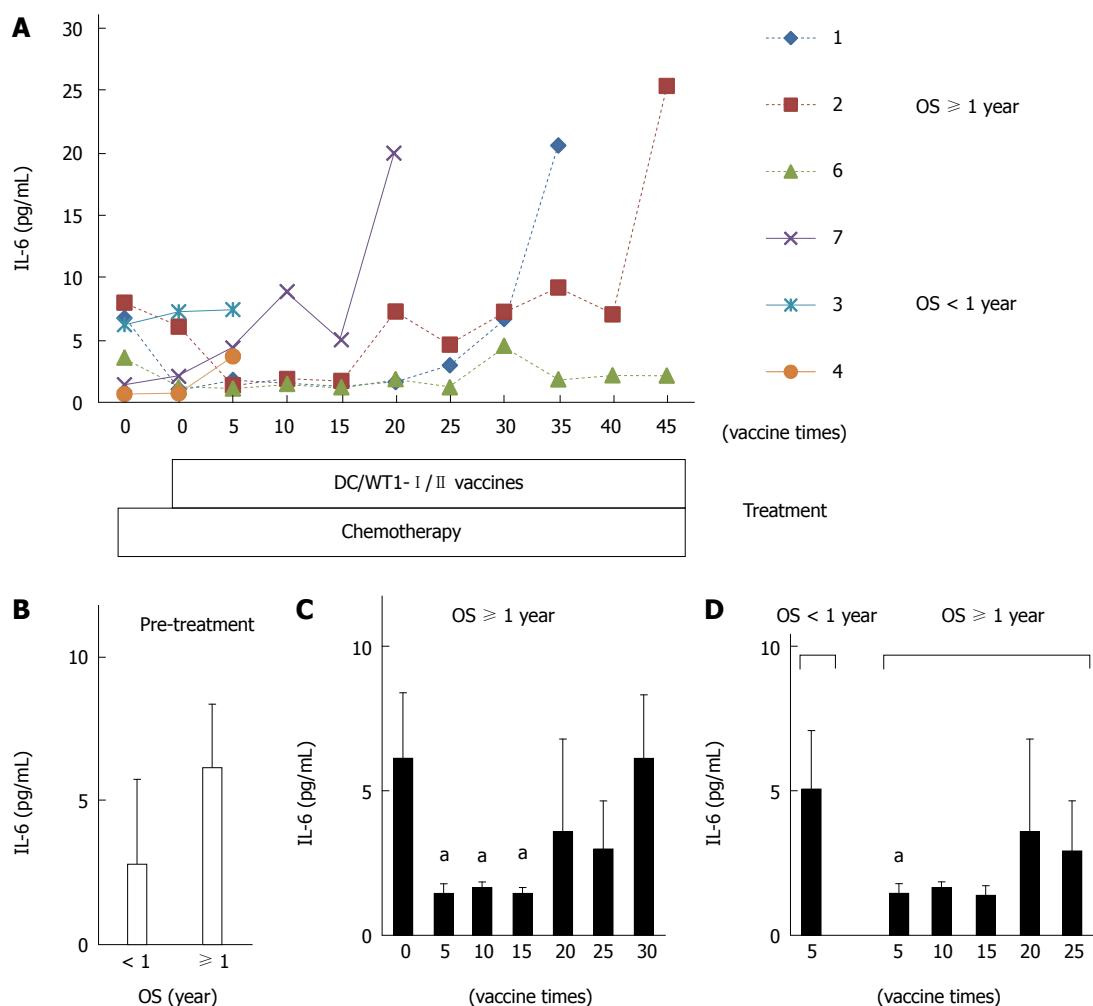 A
30
25
20
15
10
5
0
IL-6 (pg/mL)
0 0 5 10 15 20 25 30 35 40 45
(vaccine times)
1
2
OS ≥ 1 year
6
7
3
OS < 1 year
4
DC/WT1-Ⅰ/Ⅱ vaccines
Chemotherapy
Treatment
B
Pre-treatment
10
5
0
IL-6 (pg/mL)
< 1 ≥ 1
OS (year)
C
OS ≥ 1 year
10
5
0
IL-6 (pg/mL)
a a a
0 5 10 15 20 25 30
(vaccine times)
D
OS < 1 year OS ≥ 1 year
10
5
0
IL-6 (pg/mL)
a
5 5 10 15 20 25
(vaccine times)